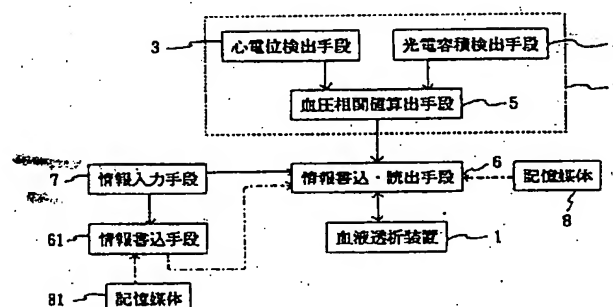 3
心電位検出手段
光電容積検出手段
血圧相関値算出手段
5
7
情報入力手段
情報書込・読出手段
6
記憶媒体
8
61
情報書込手段
血液透析装置
1
81
記憶媒体